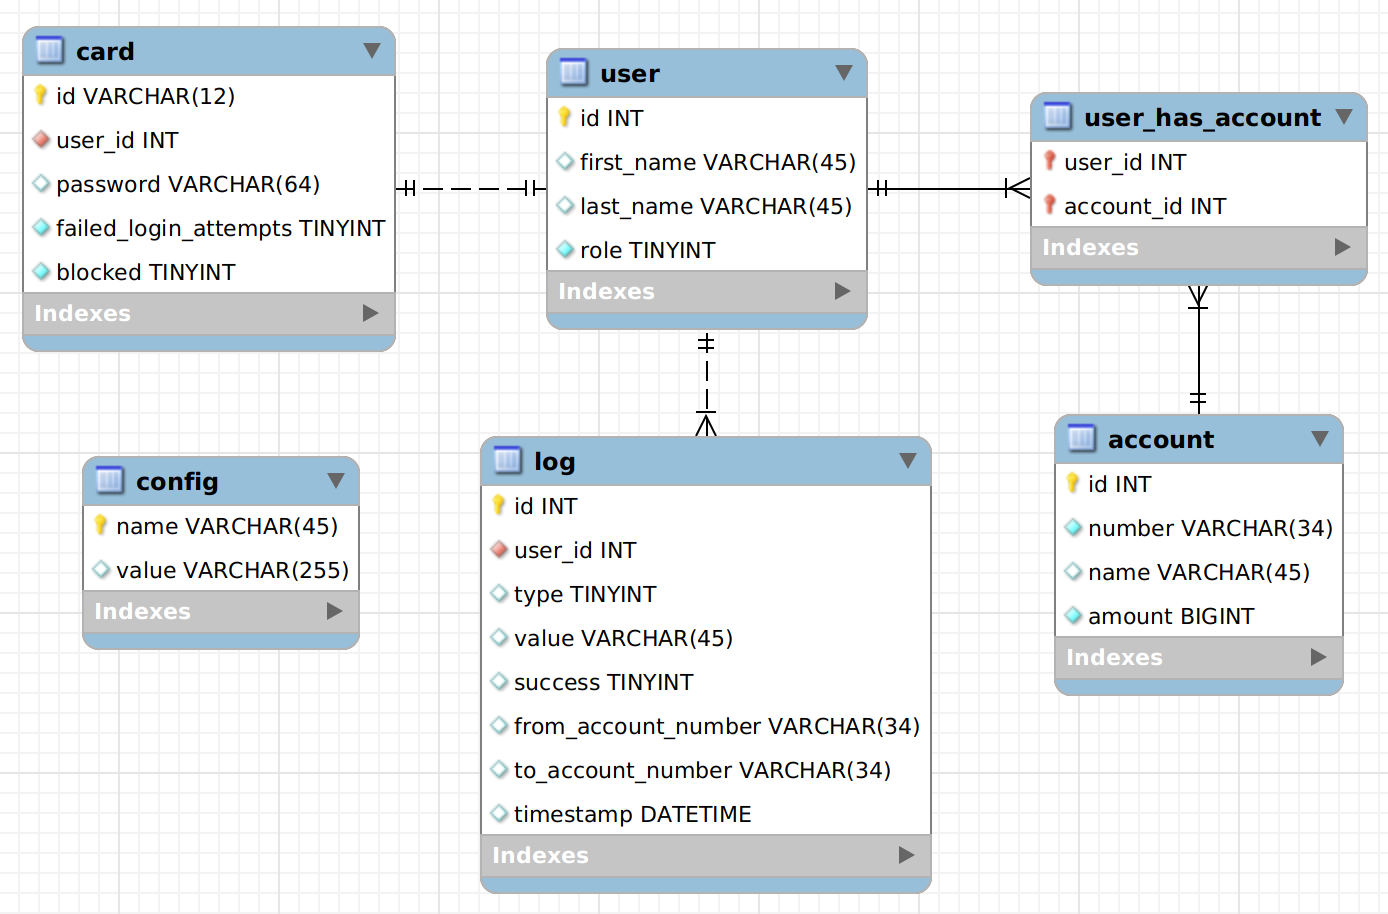 card
id VARCHAR(12)
user_id INT
password VARCHAR(64)
failed_login_attempts TINYINT
blocked TINYINT
Indexes
user
id INT
first_name VARCHAR(45)
last_name VARCHAR(45)
role TINYINT
Indexes
user_has_account
user_id INT
account_id INT
Indexes
config
name VARCHAR(45)
value VARCHAR(255)
Indexes
log
id INT
user_id INT
type TINYINT
value VARCHAR(45)
success TINYINT
from_account_number VARCHAR(34)
to_account_number VARCHAR(34)
timestamp DATETIME
Indexes
account
id INT
number VARCHAR(34)
name VARCHAR(45)
amount BIGINT
Indexes